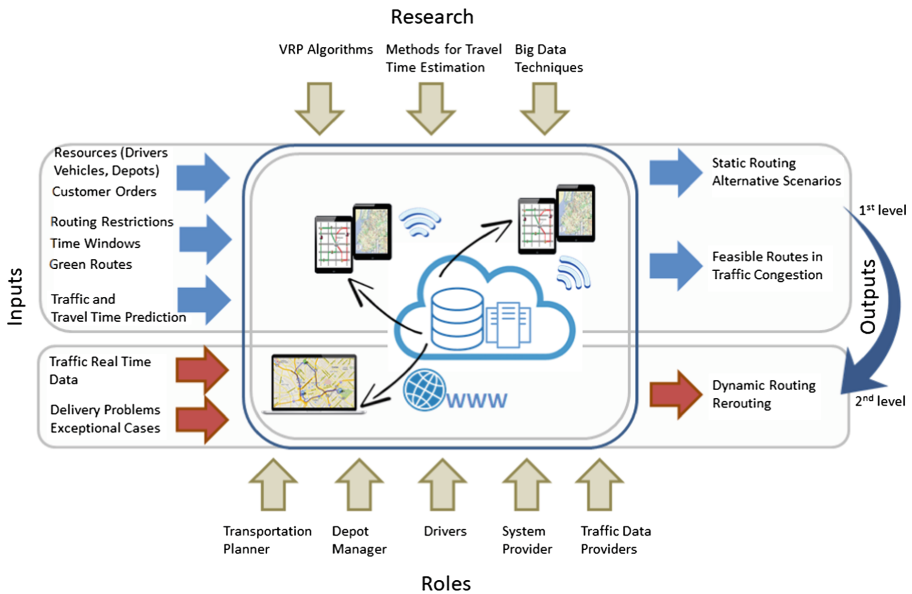 Research
VRP Algorithms
Methods for Travel
Time Estimation
Big Data
Techniques
Inputs
Resources (Drivers
Vehicles, Depots)
Customer Orders
Routing Restrictions
Time Windows
Green Routes
Traffic and
Travel Time Prediction
Traffic Real Time
Data
Delivery Problems
Exceptional Cases
WWW
Static Routing
Alternative Scenarios
Feasible Routes in
Traffic Congestion
Dynamic Routing
Rerouting
1st level
Outputs
2nd level
Transportation
Planner
Depot
Manager
Drivers
System
Provider
Traffic Data
Providers
Roles